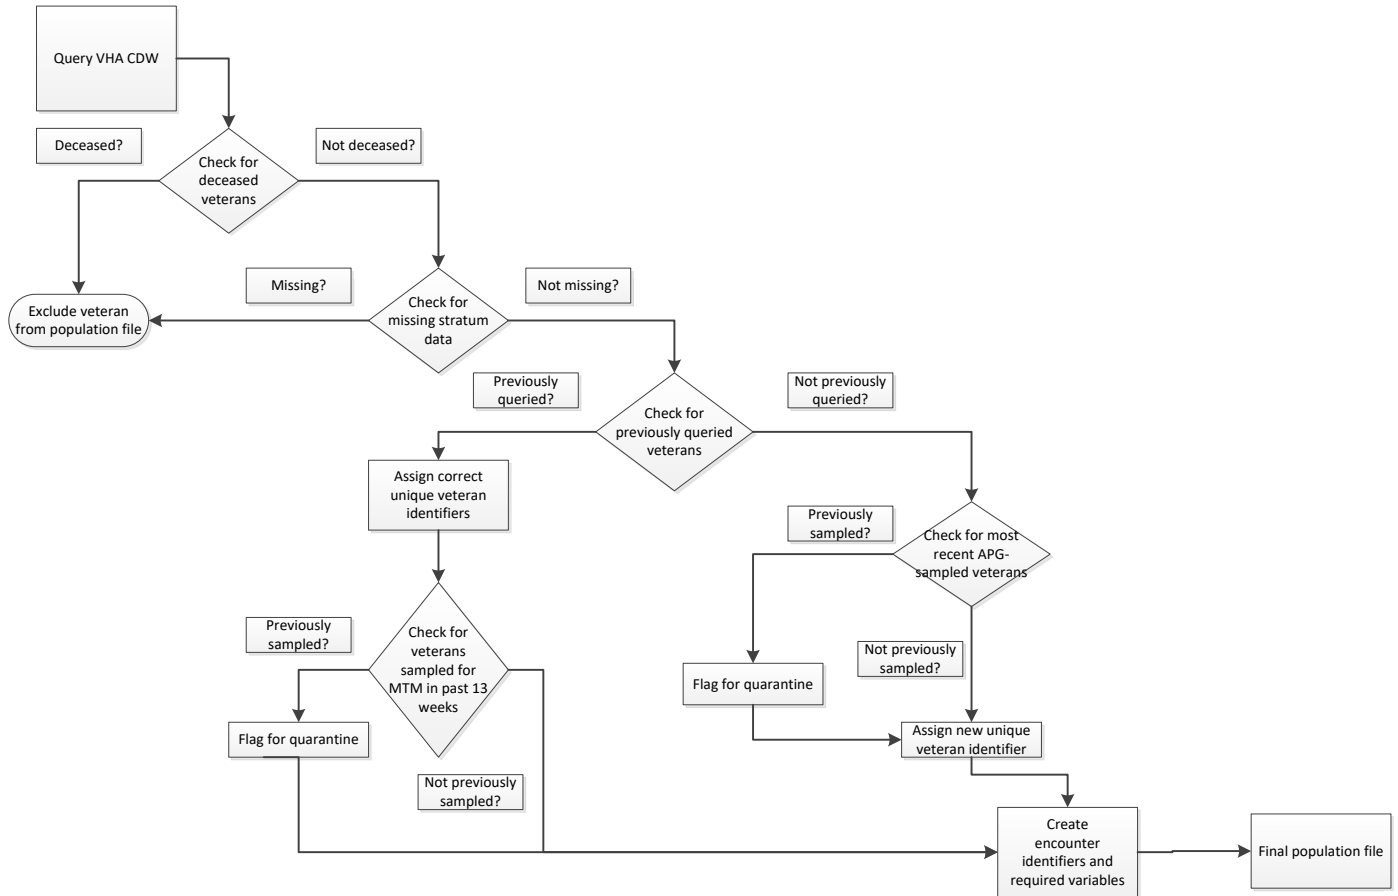 Query VHA CDW
Deceased?
Not deceased?
Check for
deceased
veterans
Missing?
Not missing?
Exclude veteran
from population file
Check for
missing stratum
data
Previously
queried?
Not previously
queried?
Check for
previously queried
veterans
Assign correct
unique veteran
identifiers
Previously
sampled?
Check for most
recent APG-
sampled veterans
Previously
sampled?
Check for
veterans
sampled for
MTM in past 13
weeks
Not previously
sampled?
Flag for quarantine
Flag for quarantine
Assign new unique
veteran identifier
Not previously
sampled?
Create
encounter
identifiers and
required variables
Final population file